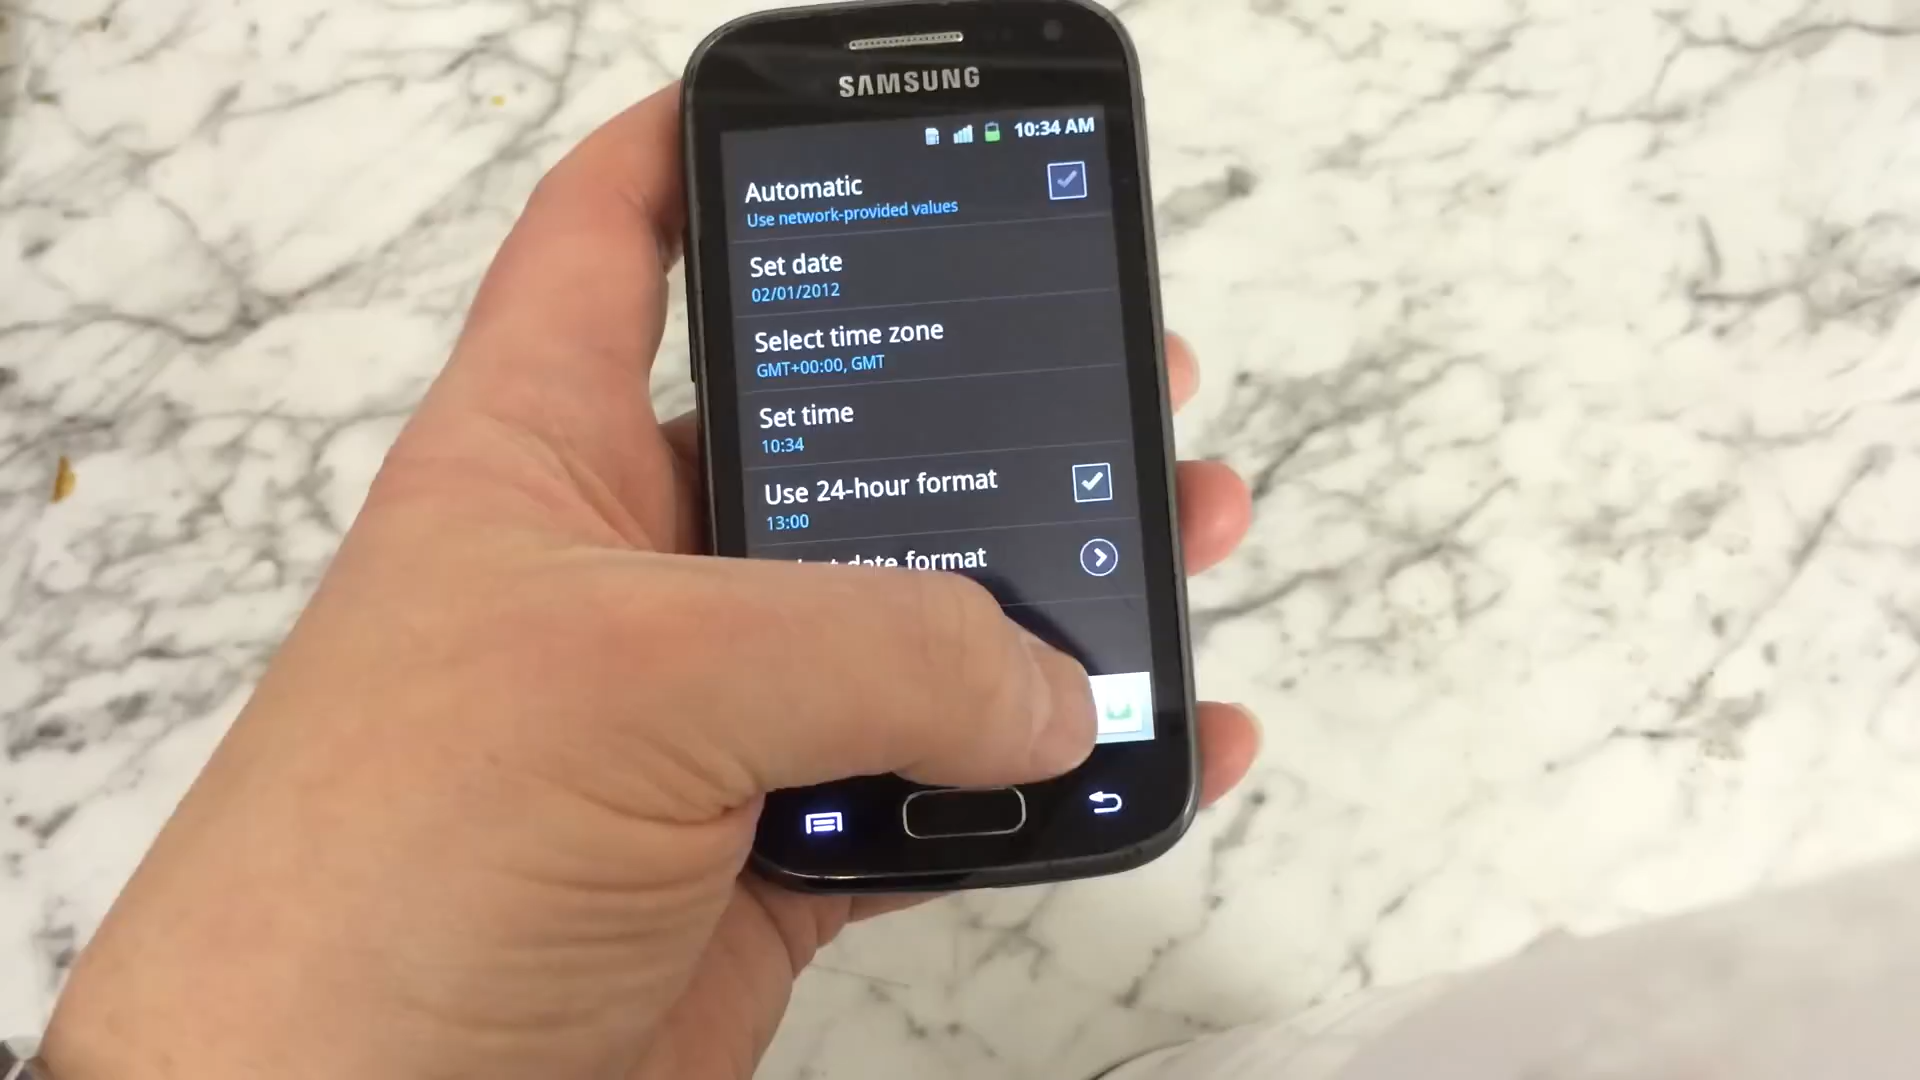 SAMSUNG
10:34 AM
Automatic
Use network-provided values
Set date
02/01/2012
Select time zone
GMT+00:00, GMT
Set time
10:34
Use 24-hour format
13:00
date format